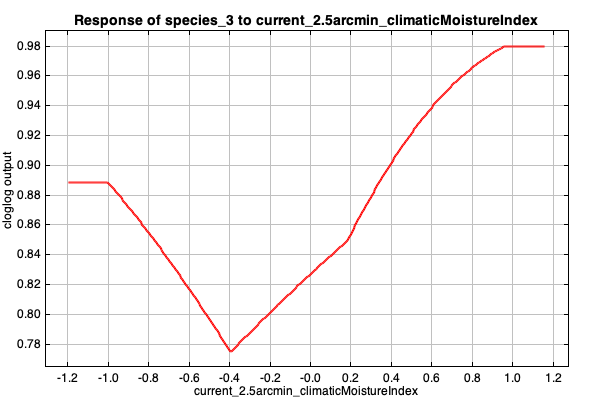 Response of species_3 to current_2.5arcmin_climaticMoistureIndex
cloglog output
0.98
0.96
0.94
0.92
0.90
0.88
0.86
0.84
0.82
0.80
0.78
-1.2 -1.0 -0.8 -0.6 -0.4 -0.2 -0.0 0.2 0.4 0.6 0.8 1.0 1.2
current_2.5arcmin_climaticMoistureIndex